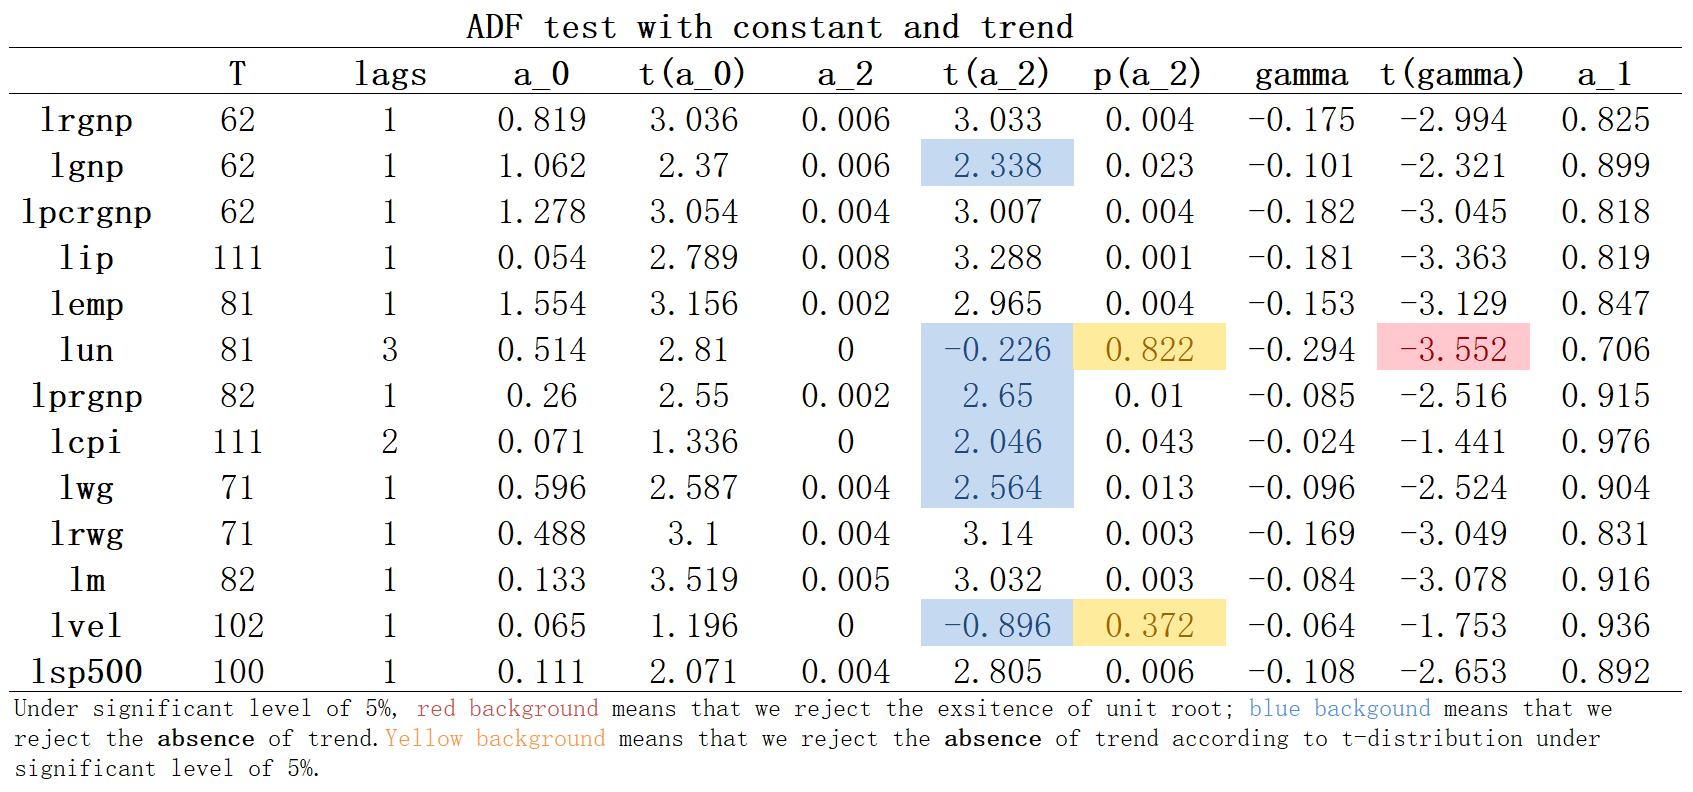 ADF test with constant and trend
T lags a_0 t(a_0) a_2 t(a_2) p(a_2) gamma t(gamma) a_1
lrgnp 62 1 0.819 3.036 0.006 3.033 0.004 -0.175 -2.994 0.825
lgnp 62 1 1.062 2.37 0.006 2.338 0.023 -0.101 -2.321 0.899
lpcrgnp 62 1 1.278 3.054 0.004 3.007 0.004 -0.182 -3.045 0.818
lip 111 1 0.054 2.789 0.008 3.288 0.001 -0.181 -3.363 0.819
lemp 81 1 1.554 3.156 0.002 2.965 0.004 -0.153 -3.129 0.847
lun 81 3 0.514 2.81 0 -0.226 0.822 -0.294 -3.552 0.706
lprgnp 82 1 0.26 2.55 0.002 2.65 0.01 -0.085 -2.516 0.915
lcpi 111 2 0.071 1.336 0 2.046 0.043 -0.024 -1.441 0.976
lwg 71 1 0.596 2.587 0.004 2.564 0.013 -0.096 -2.524 0.904
lrwg 71 1 0.488 3.1 0.004 3.14 0.003 -0.169 -3.049 0.831
lm 82 1 0.133 3.519 0.005 3.032 0.003 -0.084 -3.078 0.916
lvel 102 1 0.065 1.196 0 -0.896 0.372 -0.064 -1.753 0.936
lsp500 100 1 0.111 2.071 0.004 2.805 0.006 -0.108 -2.653 0.892
Under significant level of 5%, red background means that we reject the exsitence of unit root; blue backgound means that we
reject the absence of trend.Yellow background means that we reject the absence of trend according to t-distribution under
significant level of 5%.